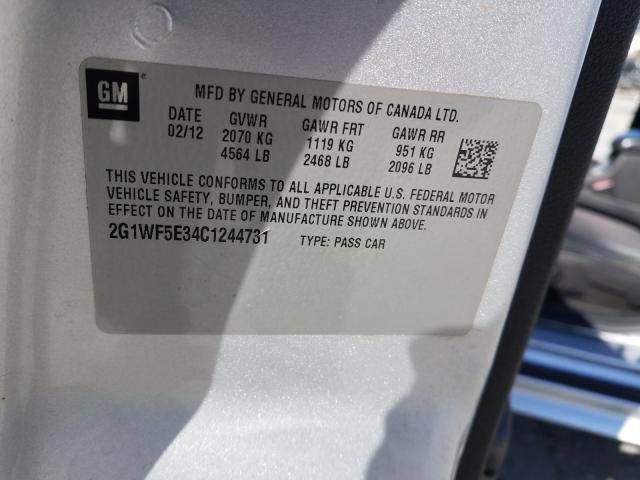 GM
MFD BY GENERAL MOTORS OF CANADA LTD.
DATE GVWR GAWR FRT GAWR RR
02/12 2070 KG 1119 KG 951 KG
4564 LB 2468 LB 2096 LB
THIS VEHICLE CONFORMS TO ALL APPLICABLE U.S. FEDERAL MOTOR
VEHICLE SAFETY, BUMPER, AND THEFT PREVENTION STANDARDS IN
EFFECT ON THE DATE OF MANUFACTURE SHOWN ABOVE.
2G1WF5E34C1244731 TYPE: PASS CAR